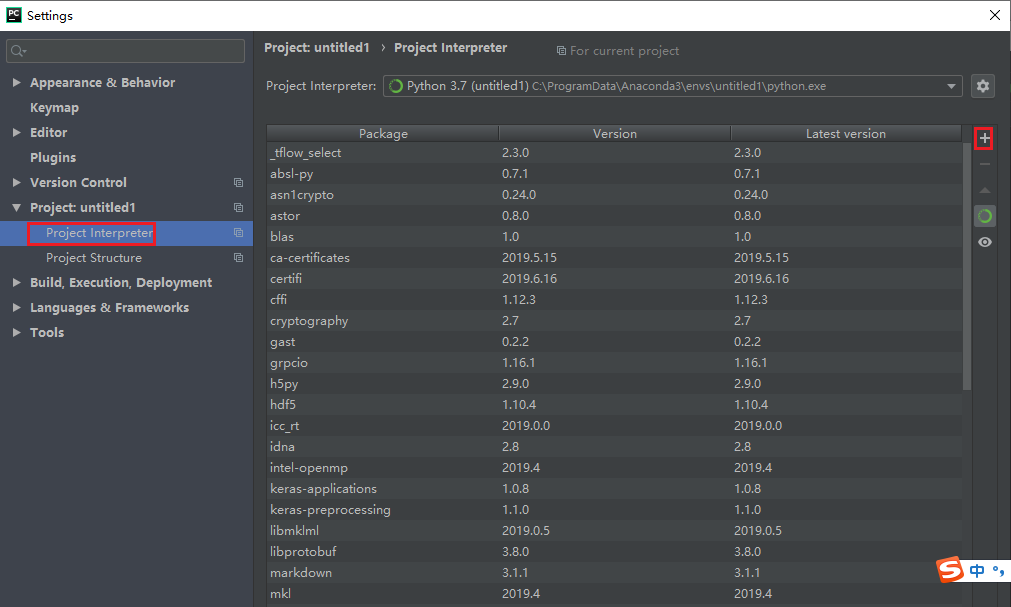 PC Settings
Project: untitled1 › Project Interpreter For current project
Appearance & Behavior
Keymap
Editor
Plugins
Version Control
Project: untitled1
Project Interpreter
Project Structure
Build, Execution, Deployment
Languages & Frameworks
Tools
Project Interpreter: Python 3.7 (untitled1) C:\ProgramData\Anaconda3\envs\untitled1\python.exe
Package Version Latest version
_tflow_select 2.3.0 2.3.0
absl-py 0.7.1 0.7.1
asn1crypto 0.24.0 0.24.0
astor 0.8.0 0.8.0
blas 1.0 1.0
ca-certificates 2019.5.15 2019.5.15
certifi 2019.6.16 2019.6.16
cffi 1.12.3 1.12.3
cryptography 2.7 2.7
gast 0.2.2 0.2.2
grpcio 1.16.1 1.16.1
h5py 2.9.0 2.9.0
hdf5 1.10.4 1.10.4
icc_rt 2019.0.0 2019.0.0
idna 2.8 2.8
intel-openmp 2019.4 2019.4
keras-applications 1.0.8 1.0.8
keras-preprocessing 1.1.0 1.1.0
libmklml 2019.0.5 2019.0.5
libprotobuf 3.8.0 3.8.0
markdown 3.1.1 3.1.1
mkl 2019.4 2019.4
S 中 °,